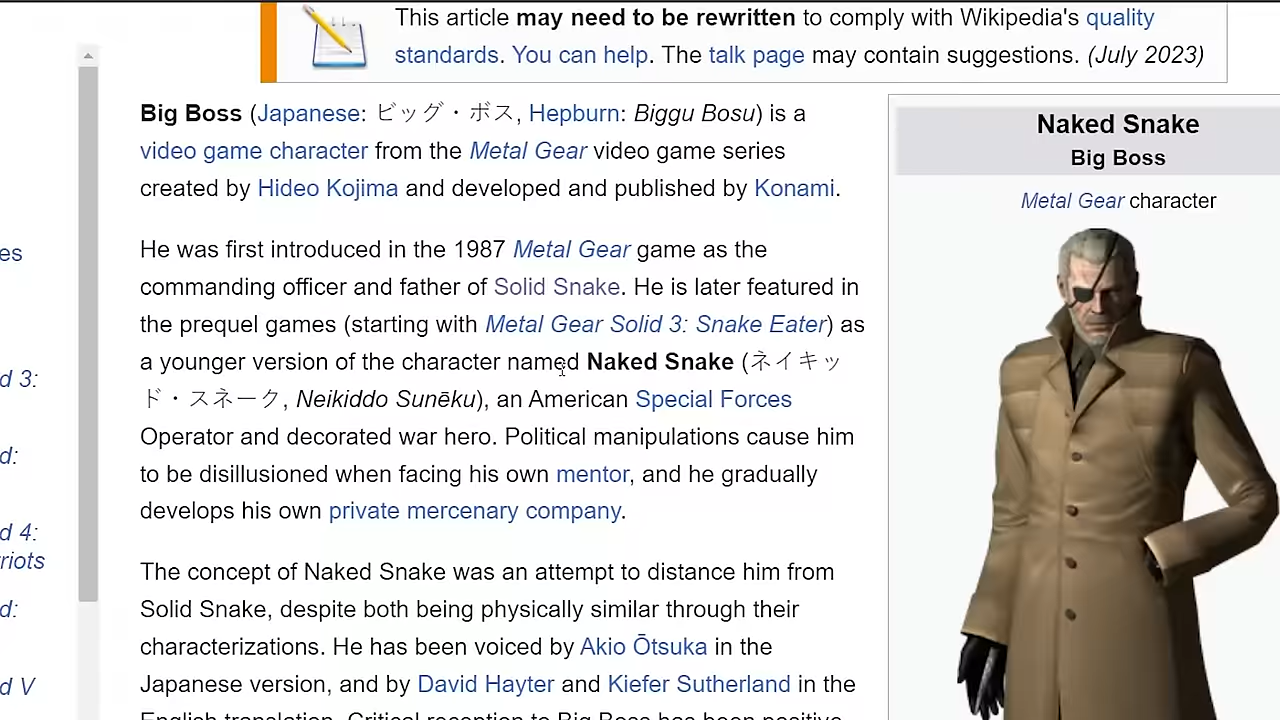 This article may need to be rewritten to comply with Wikipedia's quality
standards. You can help. The talk page may contain suggestions. (July 2023)
Big Boss (Japanese: ビッグ・ボス, Hepburn: Biggu Bosu) is a
video game character from the Metal Gear video game series
created by Hideo Kojima and developed and published by Konami.
He was first introduced in the 1987 Metal Gear game as the
commanding officer and father of Solid Snake. He is later featured in
the prequel games (starting with Metal Gear Solid 3: Snake Eater) as
a younger version of the character named Naked Snake (ネイキッ
ド・スネーク, Neikiddo Sunēku), an American Special Forces
Operator and decorated war hero. Political manipulations cause him
to be disillusioned when facing his own mentor, and he gradually
develops his own private mercenary company.
The concept of Naked Snake was an attempt to distance him from
Solid Snake, despite both being physically similar through their
characterizations. He has been voiced by Akio Ōtsuka in the
Japanese version, and by David Hayter and Kiefer Sutherland in the
English translation. Critical reception to Big Boss has been positive
Naked Snake
Big Boss
Metal Gear character
es
d 3:
d:
d 4:
riots
d:
d V